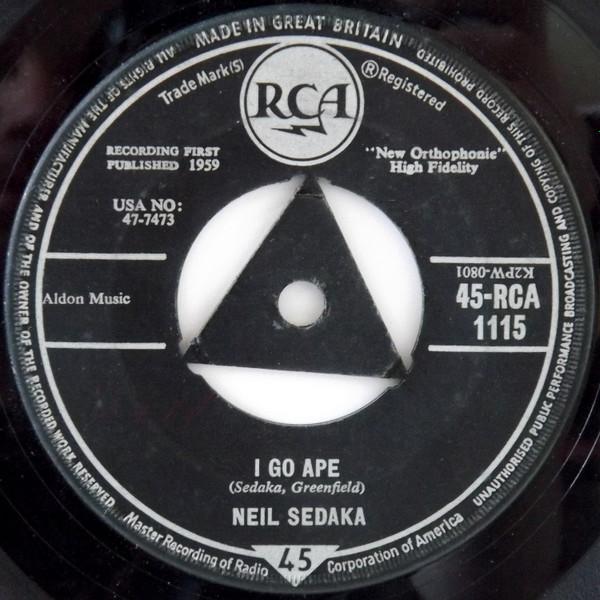 MADE IN GREAT BRITAIN
ALL RIGHTS OF THE MANUFACTURER AND OF THE OWNER OF THE RECORDED WORK RESERVED
UNAUTHORISED PUBLIC PERFORMANCE BROADCASTING AND COPYING OF THIS RECORD PROHIBITED
Trade Mark(S)
RCA
®Registered
RECORDING FIRST
PUBLISHED 1959
"New Orthophonic"
High Fidelity
USA NO:
47-7473
K2PW-0801
Aldon Music
45-RCA
1115
I GO APE
(Sedaka, Greenfield)
NEIL SEDAKA
Master Recording of Radio
45
Corporation of America